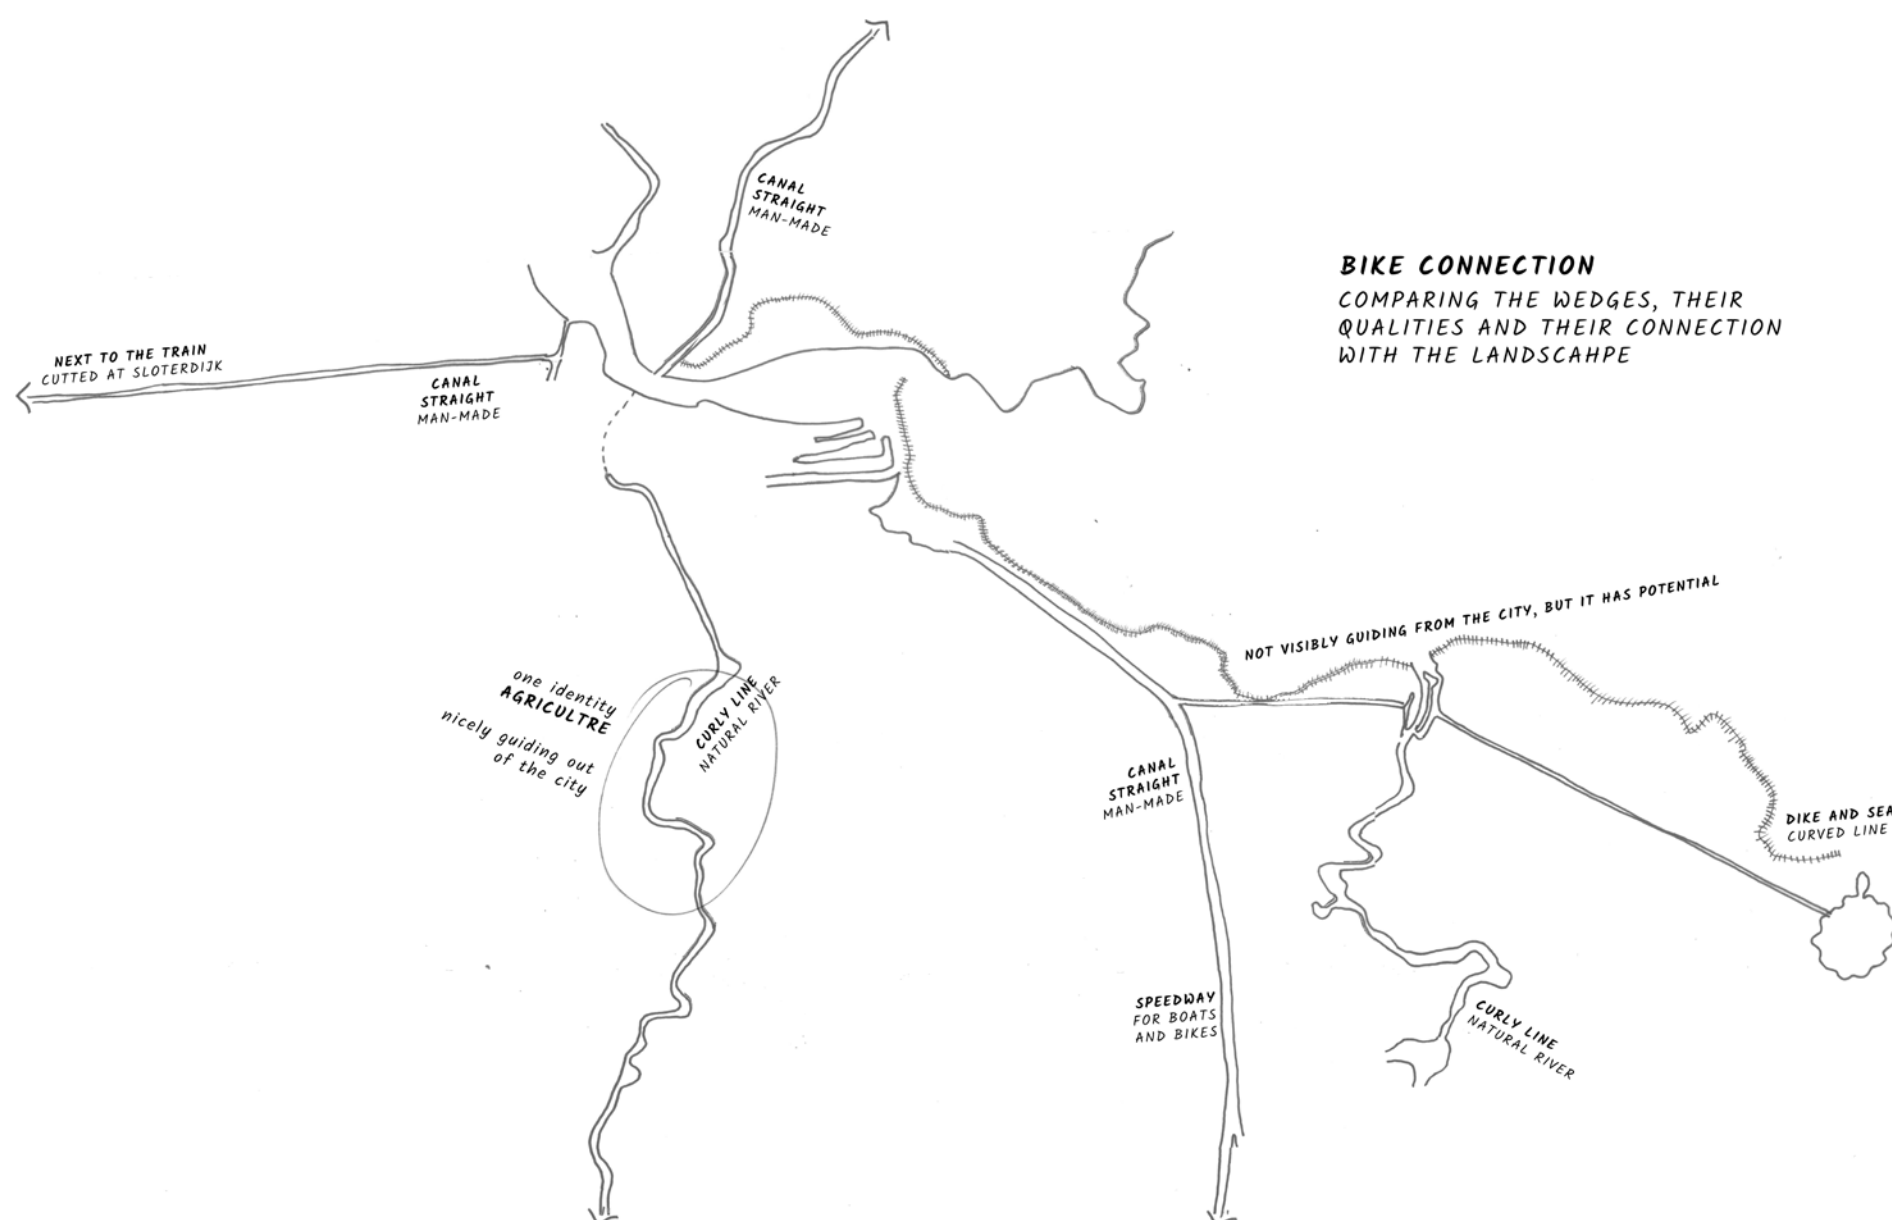 CANAL
STRAIGHT
MAN-MADE
BIKE CONNECTION
COMPARING THE WEDGES, THEIR
QUALITIES AND THEIR CONNECTION
WITH THE LANDSCAHPE
NEXT TO THE TRAIN
CUTTED AT SLOTERDIJK
CANAL
STRAIGHT
MAN-MADE
NOT VISIBLY GUIDING FROM THE CITY, BUT IT HAS POTENTIAL
one identity
AGRICULTRE
nicely guiding out
of the city
CURLY LINE
NATURAL RIVER
CANAL
STRAIGHT
MAN-MADE
DIKE AND SEA
CURVED LINE
SPEEDWAY
FOR BOATS
AND BIKES
CURLY LINE
NATURAL RIVER